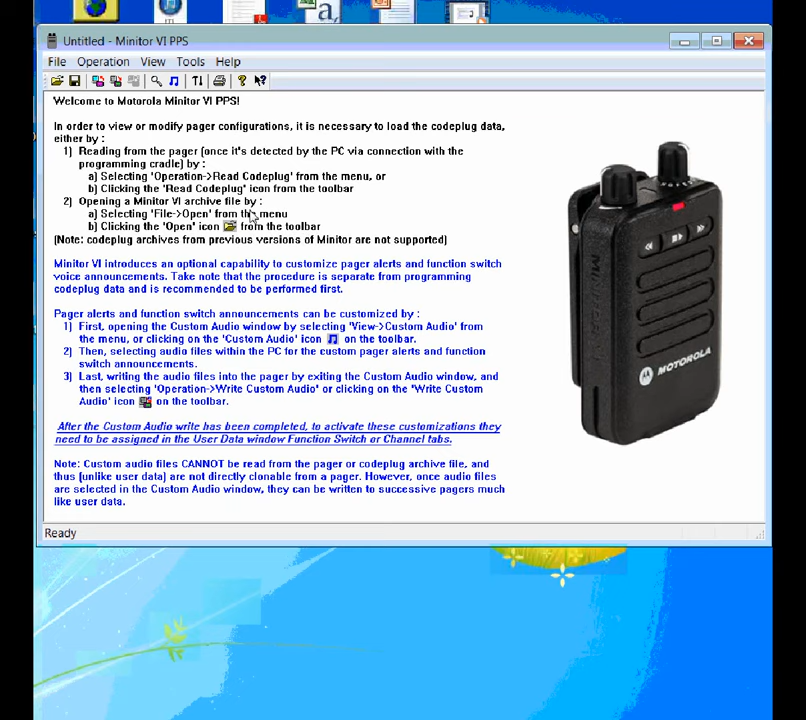 Untitled - Minitor VI PPS
File Operation View Tools Help
Welcome to Motorola Minitor VI PPS!
In order to view or modify pager configurations, it is necessary to load the codeplug data,
either by :
1) Reading from the pager (once it's detected by the PC via connection with the
programming cradle) by :
a) Selecting 'Operation->Read Codeplug' from the menu, or
b) Clicking the 'Read Codeplug' icon from the toolbar
2) Opening a Minitor VI archive file by :
a) Selecting 'File->Open' from the menu
b) Clicking the 'Open' icon from the toolbar
(Note: codeplug archives from previous versions of Minitor are not supported)
Minitor VI introduces an optional capability to customize pager alerts and function switch
voice announcements. Take note that the procedure is separate from programming
codeplug data and is recommended to be performed first.
Pager alerts and function switch announcements can be customized by :
1) First, opening the Custom Audio window by selecting 'View->Custom Audio' from
the menu, or clicking on the 'Custom Audio' icon on the toolbar.
2) Then, selecting audio files within the PC for the custom pager alerts and function
switch announcements.
3) Last, writing the audio files into the pager by exiting the Custom Audio window, and
then selecting 'Operation->Write Custom Audio' or clicking on the 'Write Custom
Audio' icon on the toolbar.
After the Custom Audio write has been completed, to activate these customizations they
need to be assigned in the User Data window Function Switch or Channel tabs.
Note: Custom audio files CANNOT be read from the pager or codeplug archive file, and
thus (unlike user data) are not directly clonable from a pager. However, once audio files
are selected in the Custom Audio window, they can be written to successive pagers much
like user data.
MINITOR VI
MOTOROLA
Ready